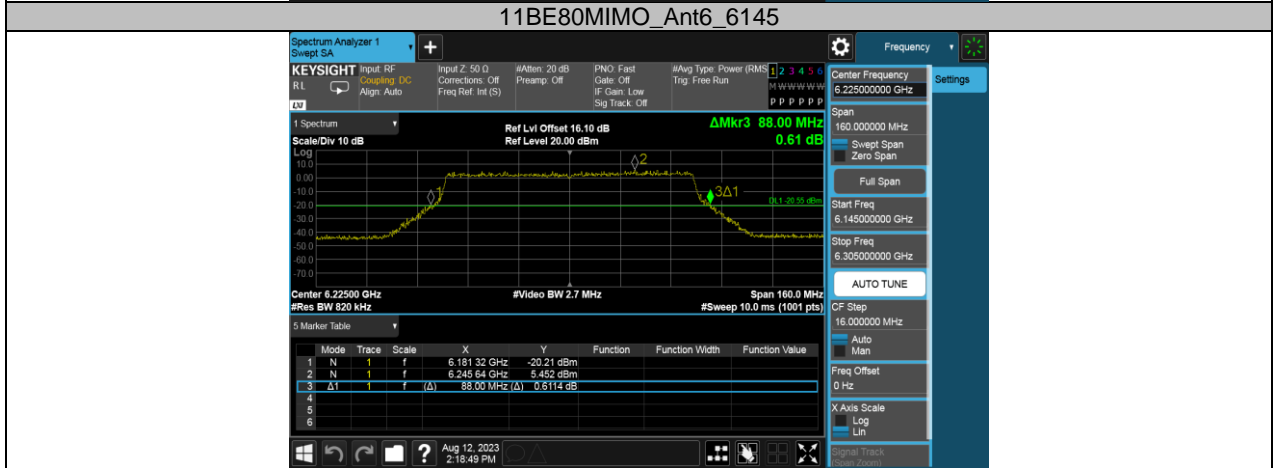 11BE80MIMO_Ant6_6145
Spectrum Analyzer 1
Swept SA
+
Frequency
KEYSIGHT Input: RF Input Z: 50 Ω #Atten: 20 dB PNO: Fast #Avg Type: Power (RMS 1 2 3 4 5 6
RL Coupling: DC Corrections: Off Preamp: Off Gate: Off Trig: Free Run M W W W W W
Align: Auto Freq Ref: Int (S) IF Gain: Low
LXI Sig Track: Off P P P P P P
Center Frequency
6.225000000 GHz
Settings
Span
160.000000 MHz
Swept Span
Zero Span
Full Span
Start Freq
6.145000000 GHz
Stop Freq
6.305000000 GHz
AUTO TUNE
CF Step
16.000000 MHz
Auto
Man
Freq Offset
0 Hz
X Axis Scale
Log
Lin
Signal Track
(Span Zoom)
1 Spectrum
Ref Lvl Offset 16.10 dB
ΔMkr3 88.00 MHz
Scale/Div 10 dB
Ref Level 20.00 dBm
0.61 dB
Log
10.0
0.00
-10.0
-20.0
-30.0
-40.0
-50.0
-60.0
-70.0
1
2
3Δ1
DL1 -20.55 dBm
Center 6.22500 GHz #Video BW 2.7 MHz Span 160.0 MHz
#Res BW 820 kHz #Sweep 10.0 ms (1001 pts)
5 Marker Table
Mode Trace Scale X Y Function Function Width Function Value
1 N 1 f 6.181 32 GHz -20.21 dBm
2 N 1 f 6.245 64 GHz 5.452 dBm
3 Δ1 1 f (Δ) 88.00 MHz (Δ) 0.6114 dB
4
5
6
? Aug 12, 2023
2:18:49 PM